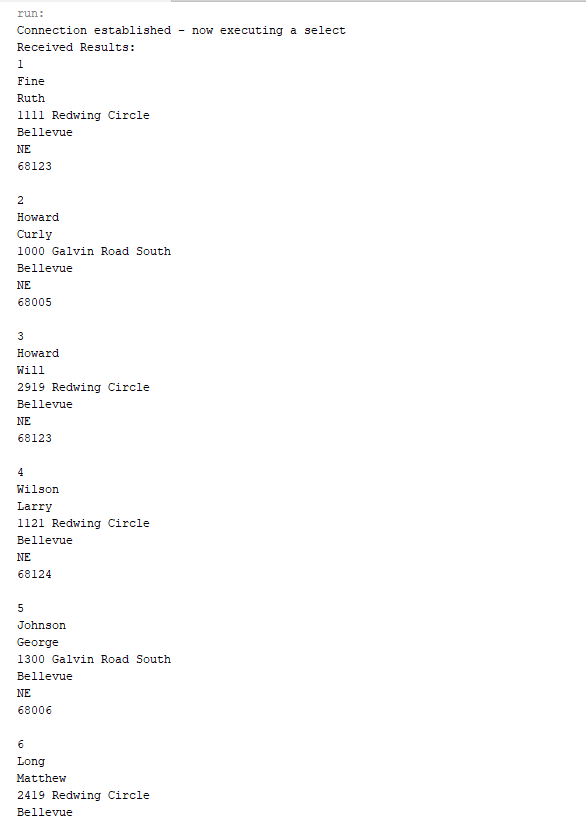 run:
Connection established - now executing a select
Received Results:
1
Fine
Ruth
1111 Redwing Circle
Bellevue
NE
68123
2
Howard
Curly
1000 Galvin Road South
Bellevue
NE
68005
3
Howard
Will
2919 Redwing Circle
Bellevue
NE
68123
4
Wilson
Larry
1121 Redwing Circle
Bellevue
NE
68124
5
Johnson
George
1300 Galvin Road South
Bellevue
NE
68006
6
Long
Matthew
2419 Redwing Circle
Bellevue